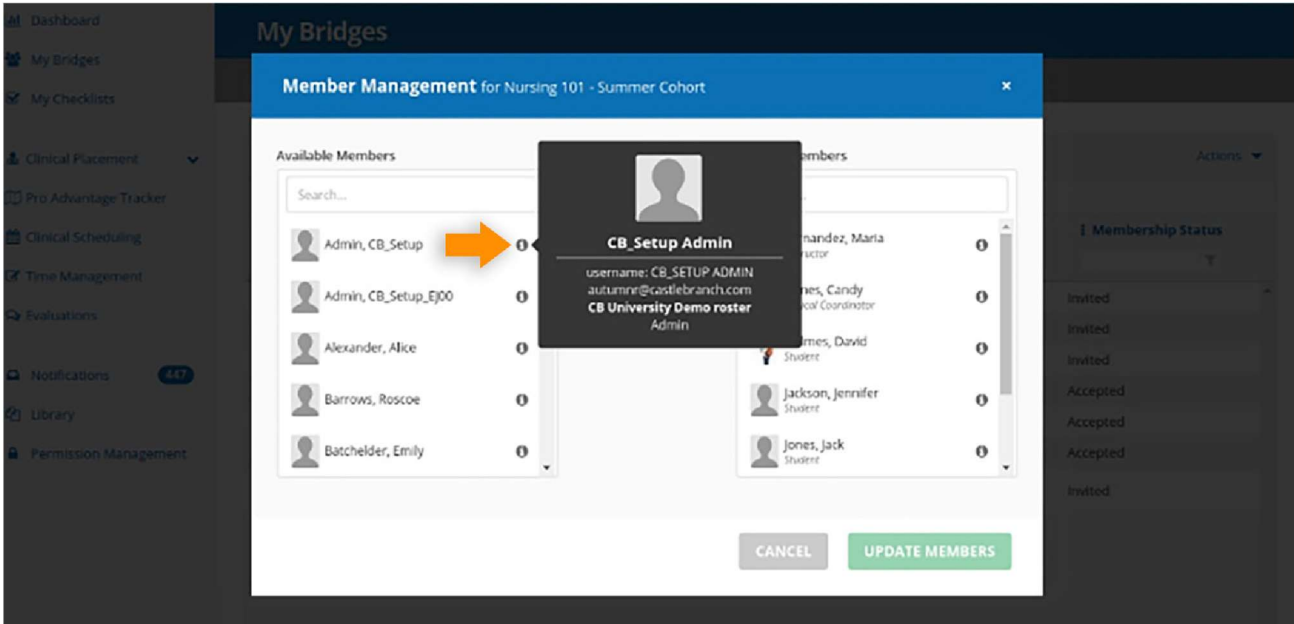 Dashboard
My Bridges
My Checklists
Clinical Placement
Pro Advantage Tracker
Clinical Scheduling
Time Management
Evaluations
Notifications 447
Library
Permission Management
My Bridges
Actions
Membership Status
Invited
Invited
Invited
Accepted
Accepted
Accepted
Invited
Member Management for Nursing 101 - Summer Cohort ×
Available Members
Search...
Admin, CB_Setup
Admin, CB_Setup_EJ00
Alexander, Alice
Barrows, Roscoe
Batchelder, Emily
CB_Setup Admin
username: CB_SETUP ADMIN
autumnr@castlebranch.com
CB University Demo roster
Admin
embers
nandez, Maria
nes, Candy
ical Coordinator
mes, David
Student
Jackson, Jennifer
Student
Jones, Jack
Student
CANCEL
UPDATE MEMBERS